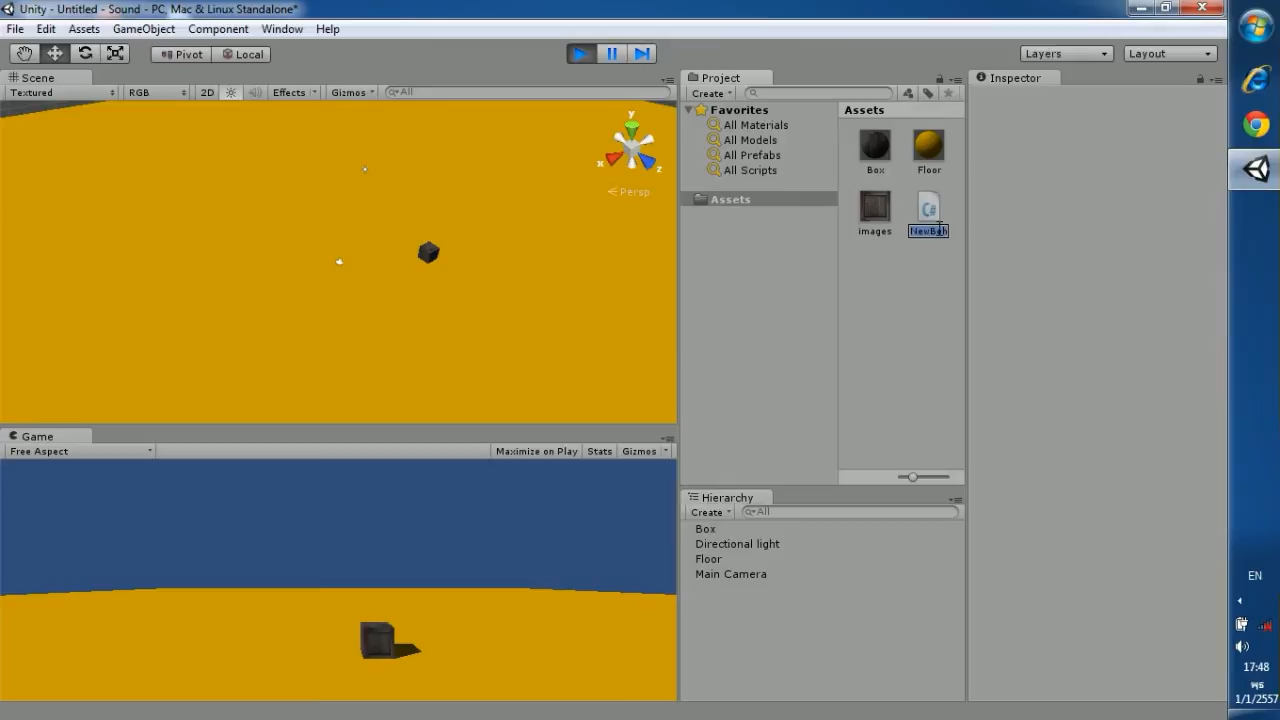 Unity - Untitled - Sound - PC, Mac & Linux Standalone*
File Edit Assets GameObject Component Window Help
Pivot Local Layers Layout
Scene
Textured RGB 2D Effects Gizmos All
y
x
z
Persp
Project
Create
Favorites
All Materials
All Models
All Prefabs
All Scripts
Assets
Assets
Box Floor
images NewBeh
C#
Inspector
Game
Free Aspect Maximize on Play Stats Gizmos
Hierarchy
Create All
Box
Directional light
Floor
Main Camera
EN
17:48
พุธ
1/1/2557